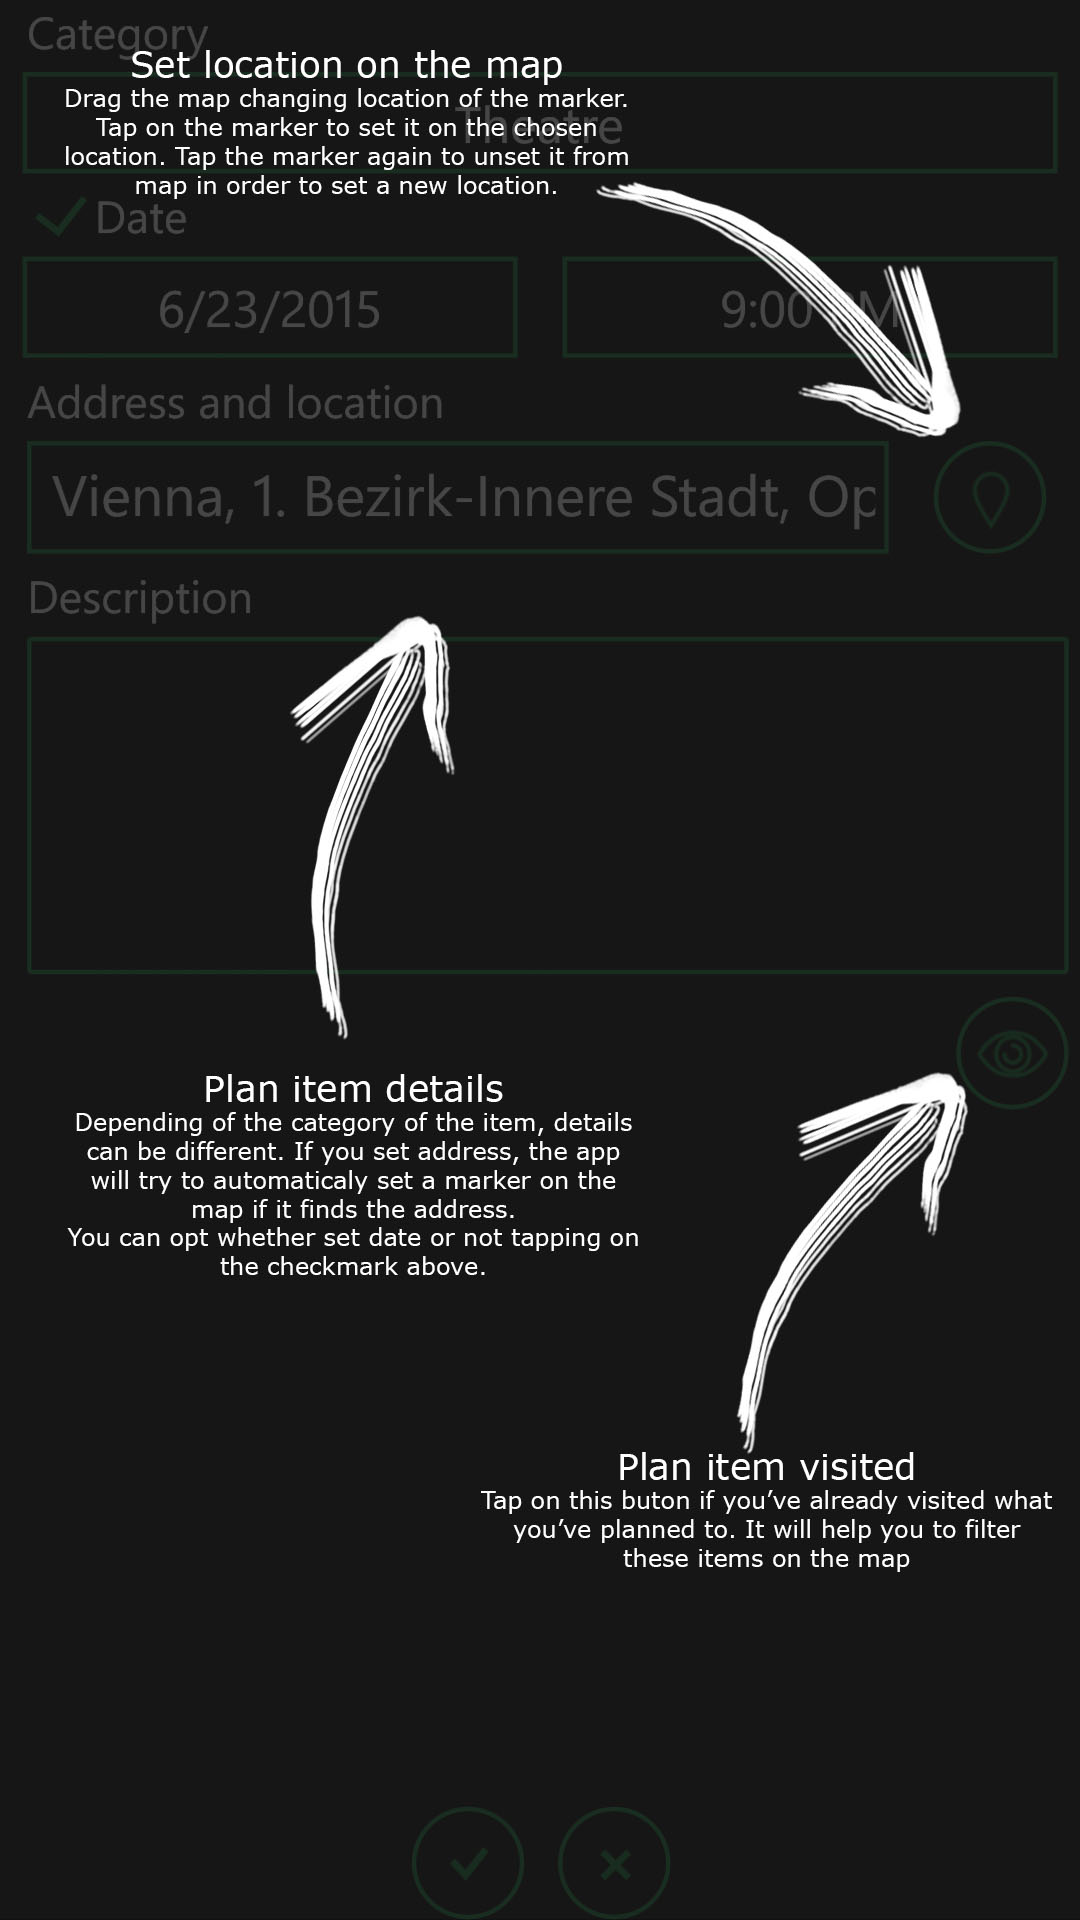 Category
Set location on the map
Drag the map changing location of the marker.
Theatre
Tap on the marker to set it on the chosen
location. Tap the marker again to unset it from
map in order to set a new location.
Date
6/23/2015
9:00 PM
Address and location
Vienna, 1. Bezirk-Innere Stadt, Op
Description
Plan item details
Depending of the category of the item, details
can be different. If you set address, the app
will try to automaticaly set a marker on the
map if it finds the address.
You can opt whether set date or not tapping on
the checkmark above.
Plan item visited
Tap on this buton if you’ve already visited what
you’ve planned to. It will help you to filter
these items on the map